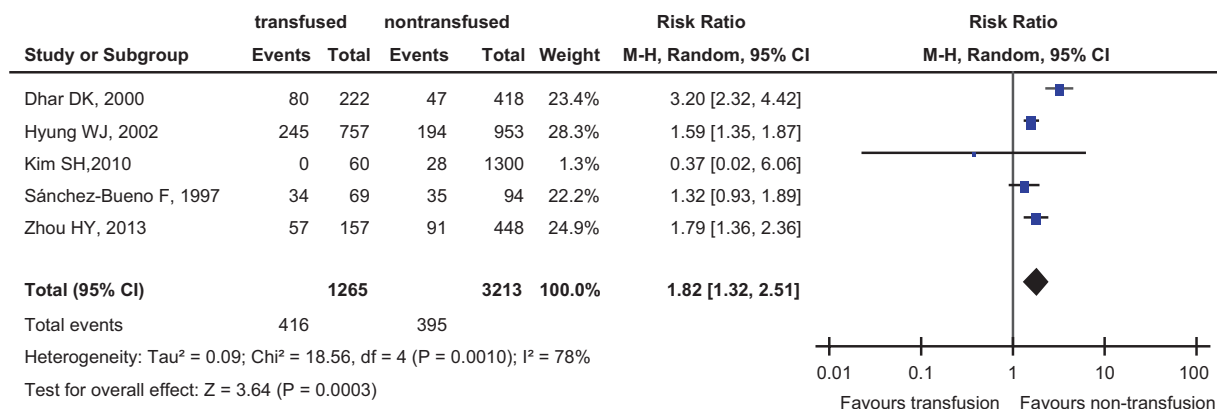 transfused nontransfused Risk Ratio Risk Ratio
Study or Subgroup Events Total Events Total Weight M-H, Random, 95% CI M-H, Random, 95% CI
Dhar DK, 2000 80 222 47 418 23.4% 3.20 [2.32, 4.42]
Hyung WJ, 2002 245 757 194 953 28.3% 1.59 [1.35, 1.87]
Kim SH,2010 0 60 28 1300 1.3% 0.37 [0.02, 6.06]
Sánchez-Bueno F, 1997 34 69 35 94 22.2% 1.32 [0.93, 1.89]
Zhou HY, 2013 57 157 91 448 24.9% 1.79 [1.36, 2.36]
Total (95% CI) 1265 3213 100.0% 1.82 [1.32, 2.51]
Total events 416 395
Heterogeneity: Tau² = 0.09; Chi² = 18.56, df = 4 (P = 0.0010); I² = 78%
Test for overall effect: Z = 3.64 (P = 0.0003)
0.01 0.1 1 10 100
Favours transfusion Favours non-transfusion